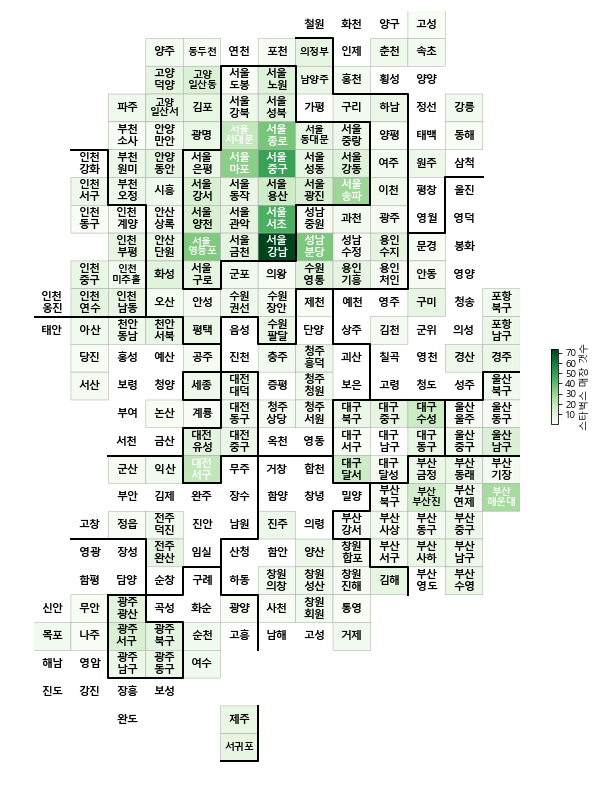 철원 화천 양구 고성
양주 동두천 연천 포천 의정부 인제 춘천 속초
고양 덕양 고양 일산동 서울 도봉 서울 노원 남양주 홍천 횡성 양양
파주 고양 일산서 김포 서울 강북 서울 성북 가평 구리 하남 정선 강릉
부천 소사 안양 만안 광명 서울 서대문 서울 종로 서울 동대문 서울 중랑 양평 태백 동해
인천 강화 부천 원미 안양 동안 서울 은평 서울 마포 서울 중구 서울 성동 서울 강동 여주 원주 삼척
인천 서구 부천 오정 시흥 서울 강서 서울 동작 서울 용산 서울 광진 서울 송파 이천 평창 울진
인천 동구 인천 계양 안산 상록 서울 양천 서울 관악 서울 서초 성남 중원 과천 광주 영월 영덕
인천 부평 안산 단원 서울 영등포 서울 금천 서울 강남 성남 분당 성남 수정 용인 수지 문경 봉화
인천 중구 인천 미추홀 화성 서울 구로 군포 의왕 수원 영통 용인 기흥 용인 처인 안동 영양
인천 옹진 인천 연수 인천 남동 오산 안성 수원 권선 수원 장안 제천 예천 영주 구미 청송 포항 북구
태안 아산 천안 동남 천안 서북 평택 음성 수원 팔달 단양 상주 김천 군위 의성 포항 남구
당진 홍성 예산 공주 진천 충주 청주 흥덕 괴산 칠곡 영천 경산 경주
서산 보령 청양 세종 대전 대덕 증평 청주 청원 보은 고령 청도 성주 울산 북구
부여 논산 계룡 대전 동구 청주 상당 청주 서원 대구 북구 대구 중구 대구 수성 울산 울주 울산 동구
서천 금산 대전 유성 대전 중구 옥천 영동 대구 서구 대구 남구 대구 동구 울산 중구 울산 남구
군산 익산 대전 서구 무주 거창 합천 대구 달서 대구 달성 부산 금정 부산 동래 부산 기장
부안 김제 완주 장수 함양 창녕 밀양 부산 북구 부산 부산진 부산 연제 부산 해운대
고창 정읍 전주 덕진 진안 남원 진주 의령 부산 강서 부산 사상 부산 동구 부산 중구
영광 장성 전주 완산 임실 산청 함안 양산 창원 합포 부산 서구 부산 사하 부산 남구
함평 담양 순창 구례 하동 창원 의창 창원 성산 창원 진해 김해 부산 영도 부산 수영
신안 무안 광주 광산 곡성 화순 광양 사천 창원 회원 통영
목포 나주 광주 서구 광주 북구 순천 고흥 남해 고성 거제
해남 영암 광주 남구 광주 동구 여수
진도 강진 장흥 보성
완도 제주
서귀포
70
60
50
40
30
20
10
스타벅스 매장 갯수